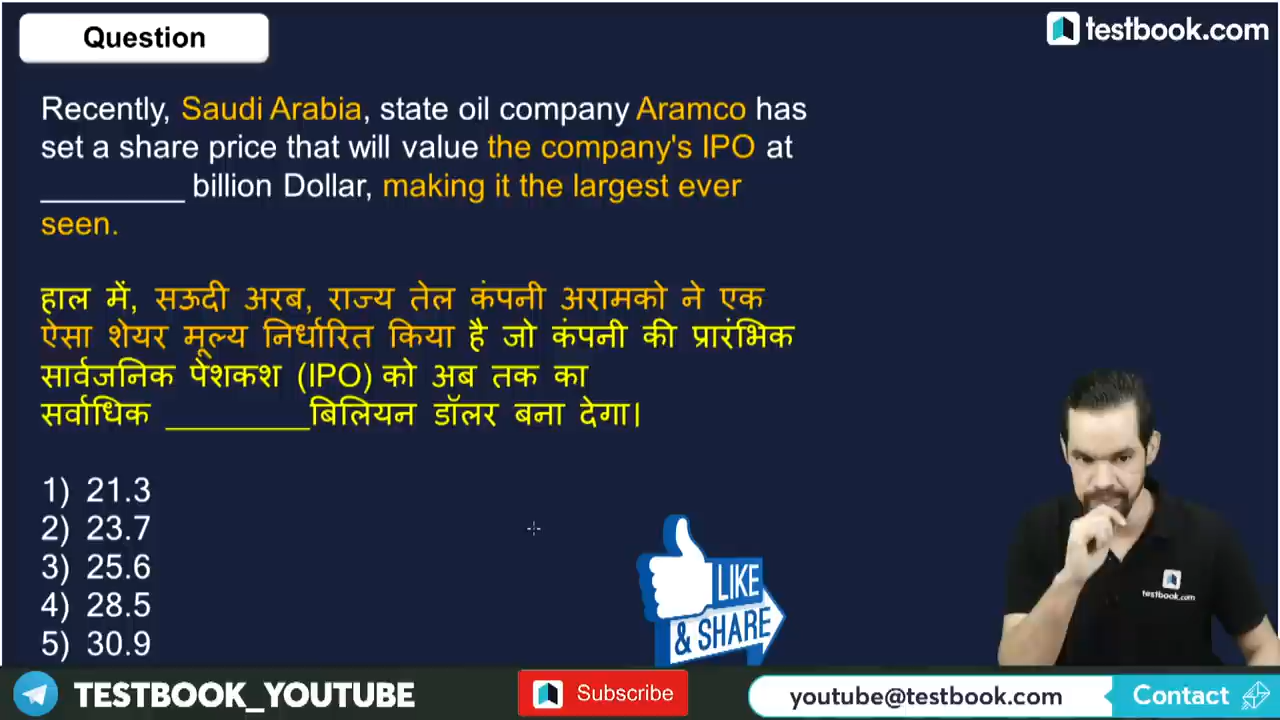 Question
testbook.com
Recently, Saudi Arabia, state oil company Aramco has
set a share price that will value the company's IPO at
_________ billion Dollar, making it the largest ever
seen.
हाल में, सऊदी अरब, राज्य तेल कंपनी अरामको ने एक
ऐसा शेयर मूल्य निर्धारित किया है जो कंपनी की प्रारंभिक
सार्वजनिक पेशकश (IPO) को अब तक का
सर्वाधिक _________बिलियन डॉलर बना देगा।
1) 21.3
2) 23.7
3) 25.6
4) 28.5
5) 30.9
LIKE
& SHARE
testbook.com
TESTBOOK_YOUTUBE
Subscribe
youtube@testbook.com
Contact